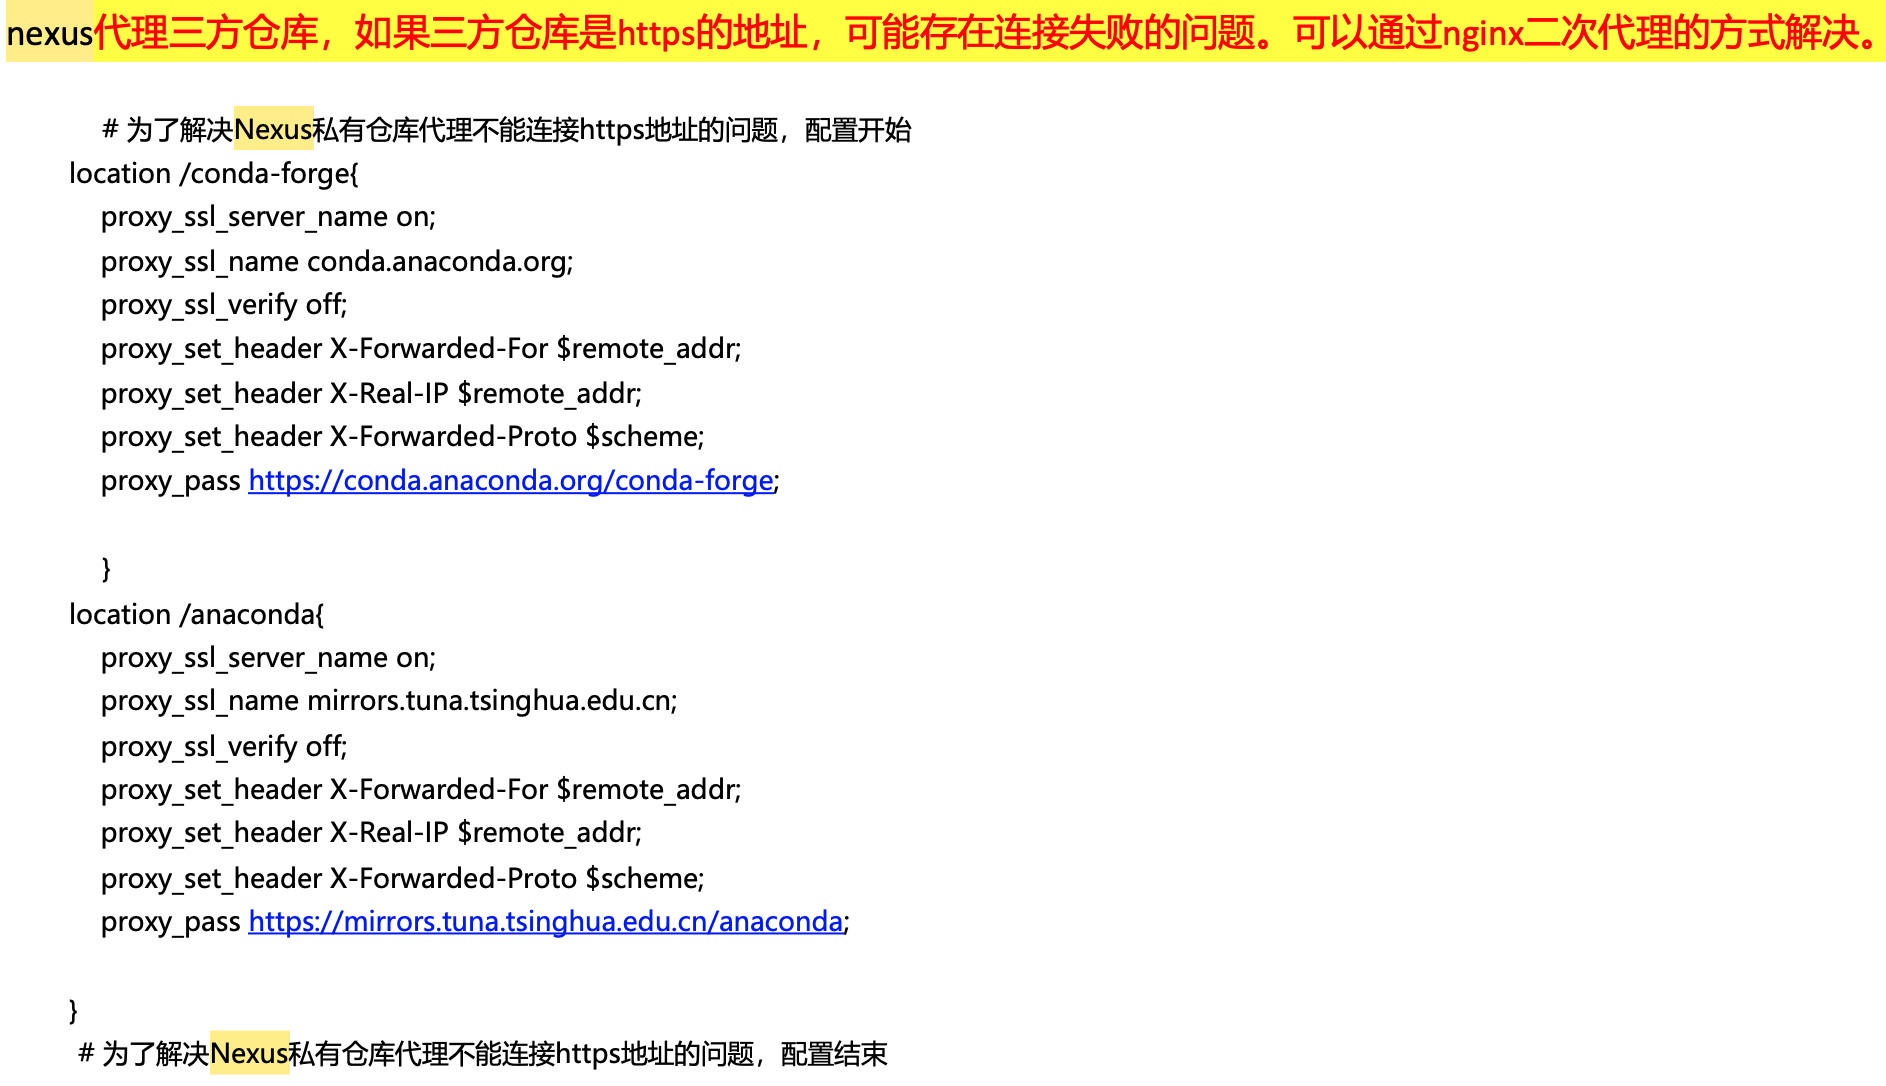 nexus代理三方仓库，如果三方仓库是https的地址，可能存在连接失败的问题。可以通过nginx二次代理的方式解决。
# 为了解决Nexus私有仓库代理不能连接https地址的问题，配置开始
location /conda-forge{
proxy_ssl_server_name on;
proxy_ssl_name conda.anaconda.org;
proxy_ssl_verify off;
proxy_set_header X-Forwarded-For $remote_addr;
proxy_set_header X-Real-IP $remote_addr;
proxy_set_header X-Forwarded-Proto $scheme;
proxy_pass https://conda.anaconda.org/conda-forge;
}
location /anaconda{
proxy_ssl_server_name on;
proxy_ssl_name mirrors.tuna.tsinghua.edu.cn;
proxy_ssl_verify off;
proxy_set_header X-Forwarded-For $remote_addr;
proxy_set_header X-Real-IP $remote_addr;
proxy_set_header X-Forwarded-Proto $scheme;
proxy_pass https://mirrors.tuna.tsinghua.edu.cn/anaconda;
}
# 为了解决Nexus私有仓库代理不能连接https地址的问题，配置结束